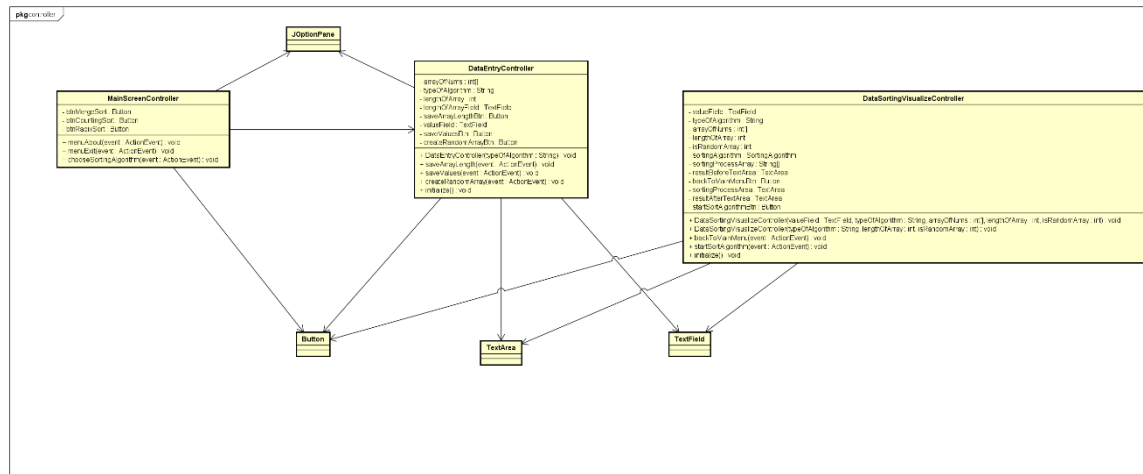 pkg controller
JOptionPane
MainScreenController
- btnMergeSort : Button
- btnCountingSort : Button
- btnRadixSort : Button
+ menuAbout(event : ActionEvent) : void
+ menuExit(event : ActionEvent) : void
+ chooseSortingAlgorithm(event : ActionEvent) : void
DataEntryController
- arrayOfNums : int[]
- typeOfAlgorithm : String
- lengthOfArray : int
- lengthOfArrayField : TextField
- saveArrayLengthBtn : Button
- valueField : TextField
- saveValuesBtn : Button
- createRandomArrayBtn : Button
+ DataEntryController(typeOfAlgorithm : String) : void
+ saveArrayLength(event : ActionEvent) : void
+ saveValues(event : ActionEvent) : void
+ createRandomArray(event : ActionEvent) : void
+ initialize() : void
DataSortingVisualizeController
- valueField : TextField
- typeOfAlgorithm : String
- arrayOfNums : int[]
- lengthOfArray : int
- isRandomArray : int
- sortingAlgorithm : SortingAlgorithm
- sortingProcessArray : String[]
- resultBeforeTextArea : TextArea
- backToMainMenuBtn : Button
- sortingProcessArea : TextArea
- resultAfterTextArea : TextArea
- startSortAlgorithmBtn : Button
+ DataSortingVisualizeController(valueField : TextField, typeOfAlgorithm : String, arrayOfNums : int[], lengthOfArray : int, isRandomArray : int) : void
+ DataSortingVisualizeController(typeOfAlgorithm : String, lengthOfArray : int, isRandomArray : int) : void
+ backToMainMenu(event : ActionEvent) : void
+ startSortAlgorithm(event : ActionEvent) : void
+ initialize() : void
Button
TextArea
TextField